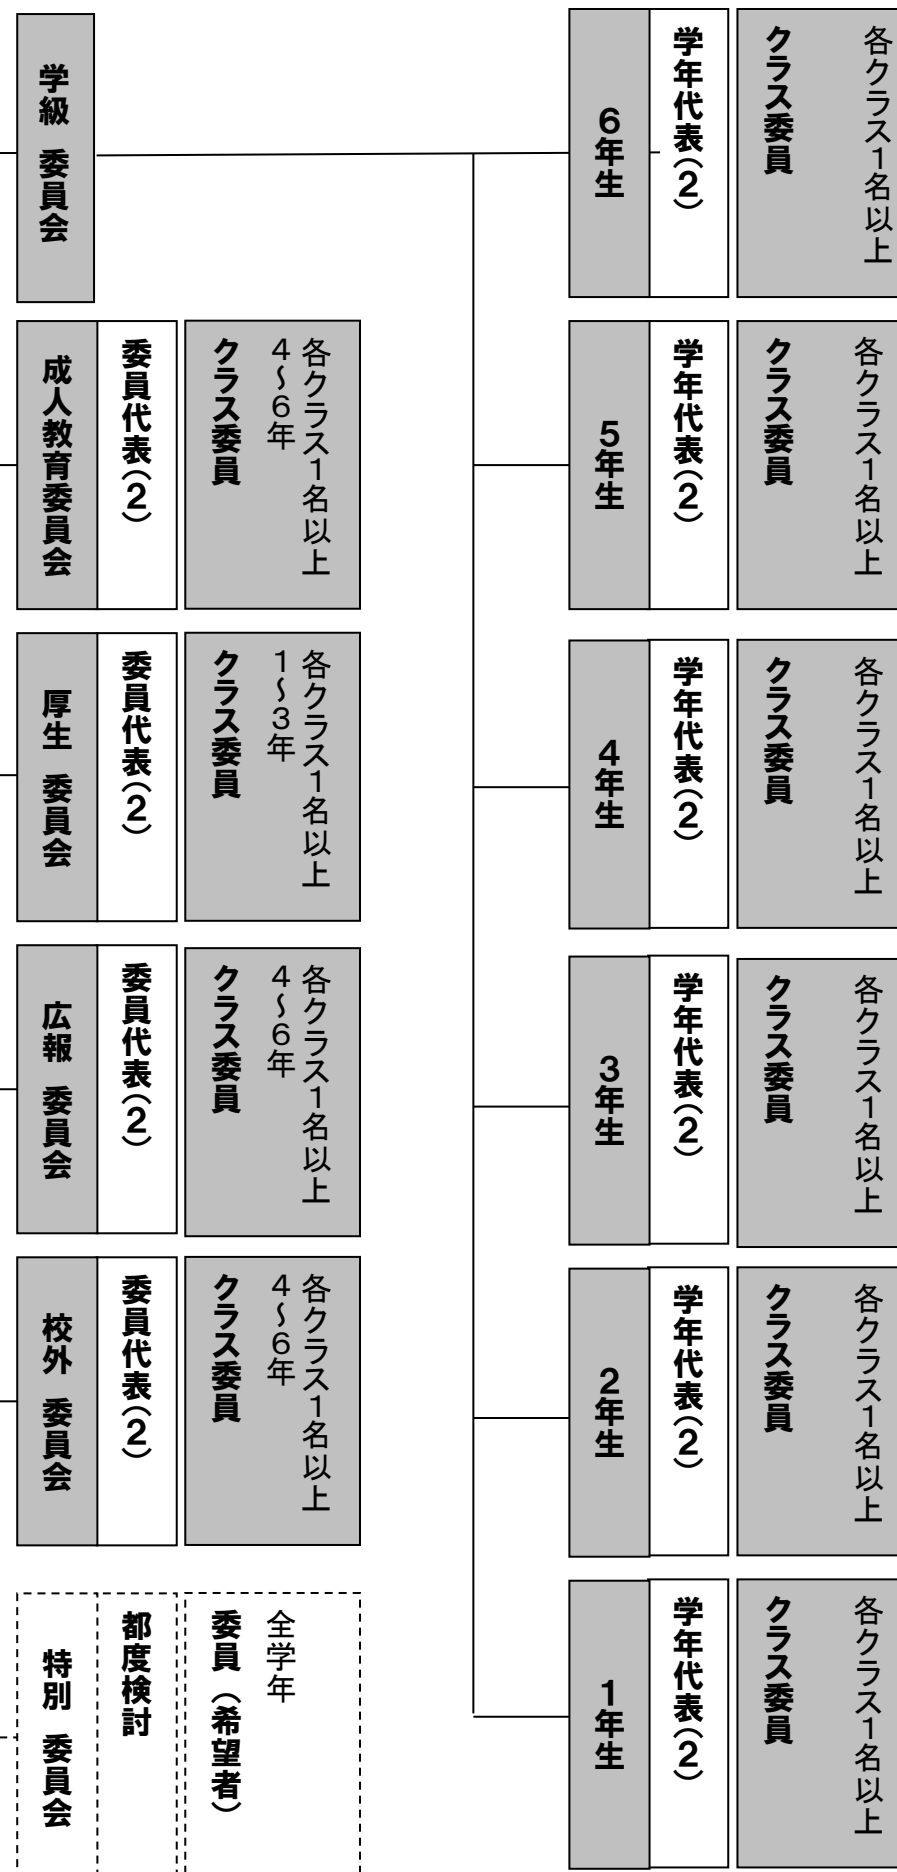 学級 委員会
6年生
学年代表(2)
クラス委員
各クラス1名以上
成人教育委員会
委員代表(2)
クラス委員
4~6年
各クラス1名以上
5年生
学年代表(2)
クラス委員
各クラス1名以上
厚生 委員会
委員代表(2)
クラス委員
1~3年
各クラス1名以上
4年生
学年代表(2)
クラス委員
各クラス1名以上
広報 委員会
委員代表(2)
クラス委員
4~6年
各クラス1名以上
3年生
学年代表(2)
クラス委員
各クラス1名以上
校外 委員会
委員代表(2)
クラス委員
4~6年
各クラス1名以上
2年生
学年代表(2)
クラス委員
各クラス1名以上
特別 委員会
都度検討
委員(希望者)
全学年
1年生
学年代表(2)
クラス委員
各クラス1名以上